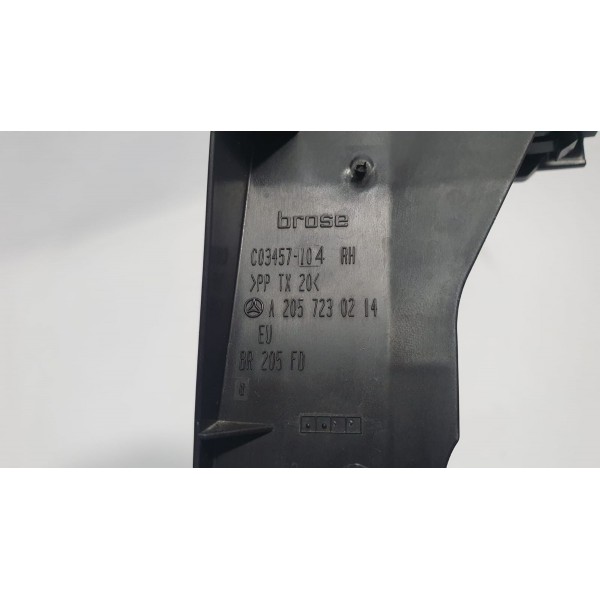 brose
C03457-104 RH
>PP TX 20<
A 205 723 02 14
EU
BR 205 FD